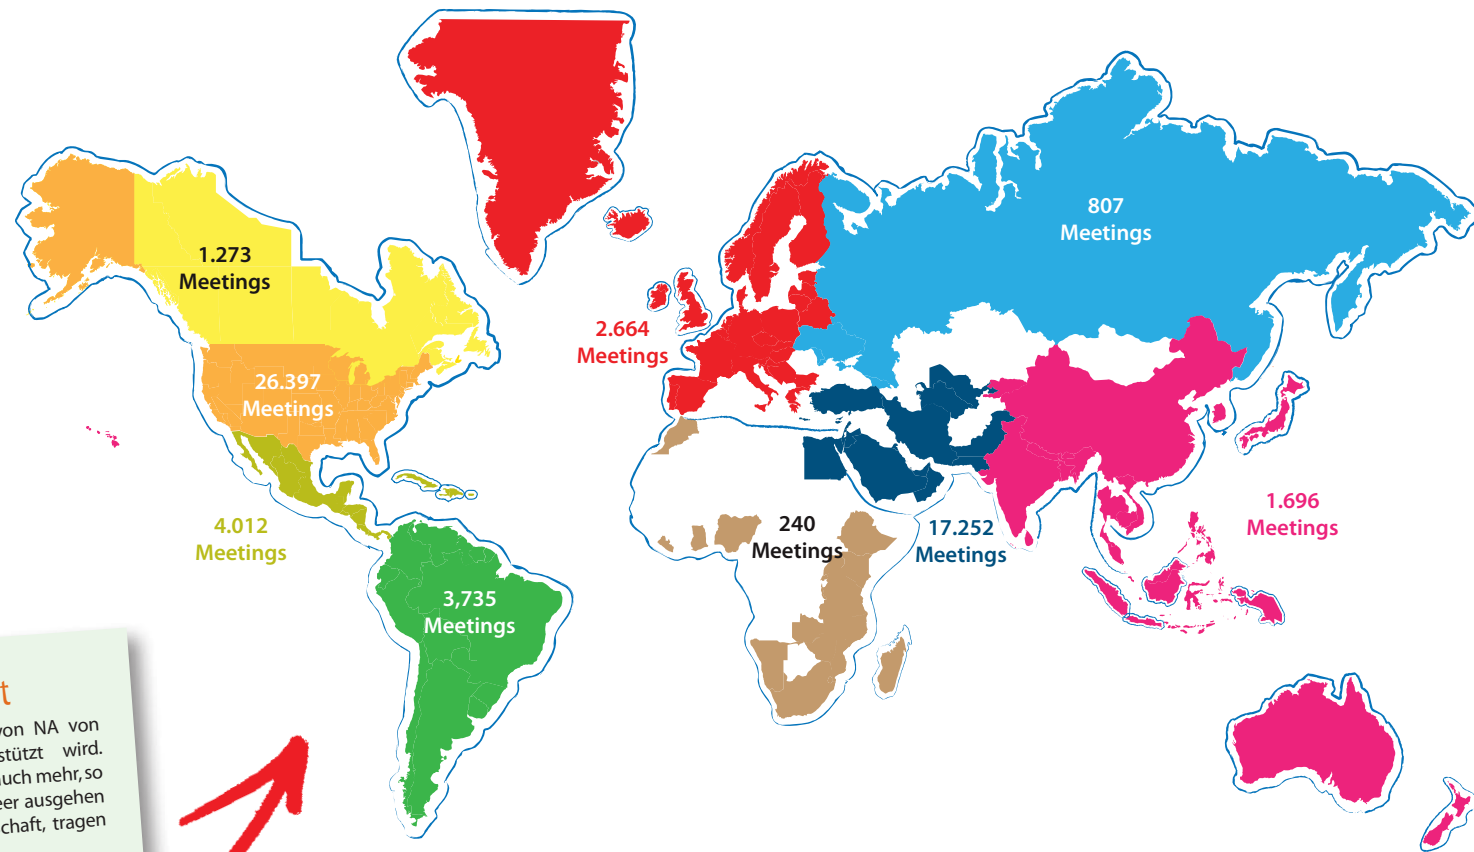 807
Meetings
1.273
Meetings
2.664
Meetings
26.397
Meetings
4.012
Meetings
240
Meetings
17.252
Meetings
1.696
Meetings
3,735
Meetings
t
von NA von
stützt wird.
auch mehr, so
eer ausgehen
chaft, tragen